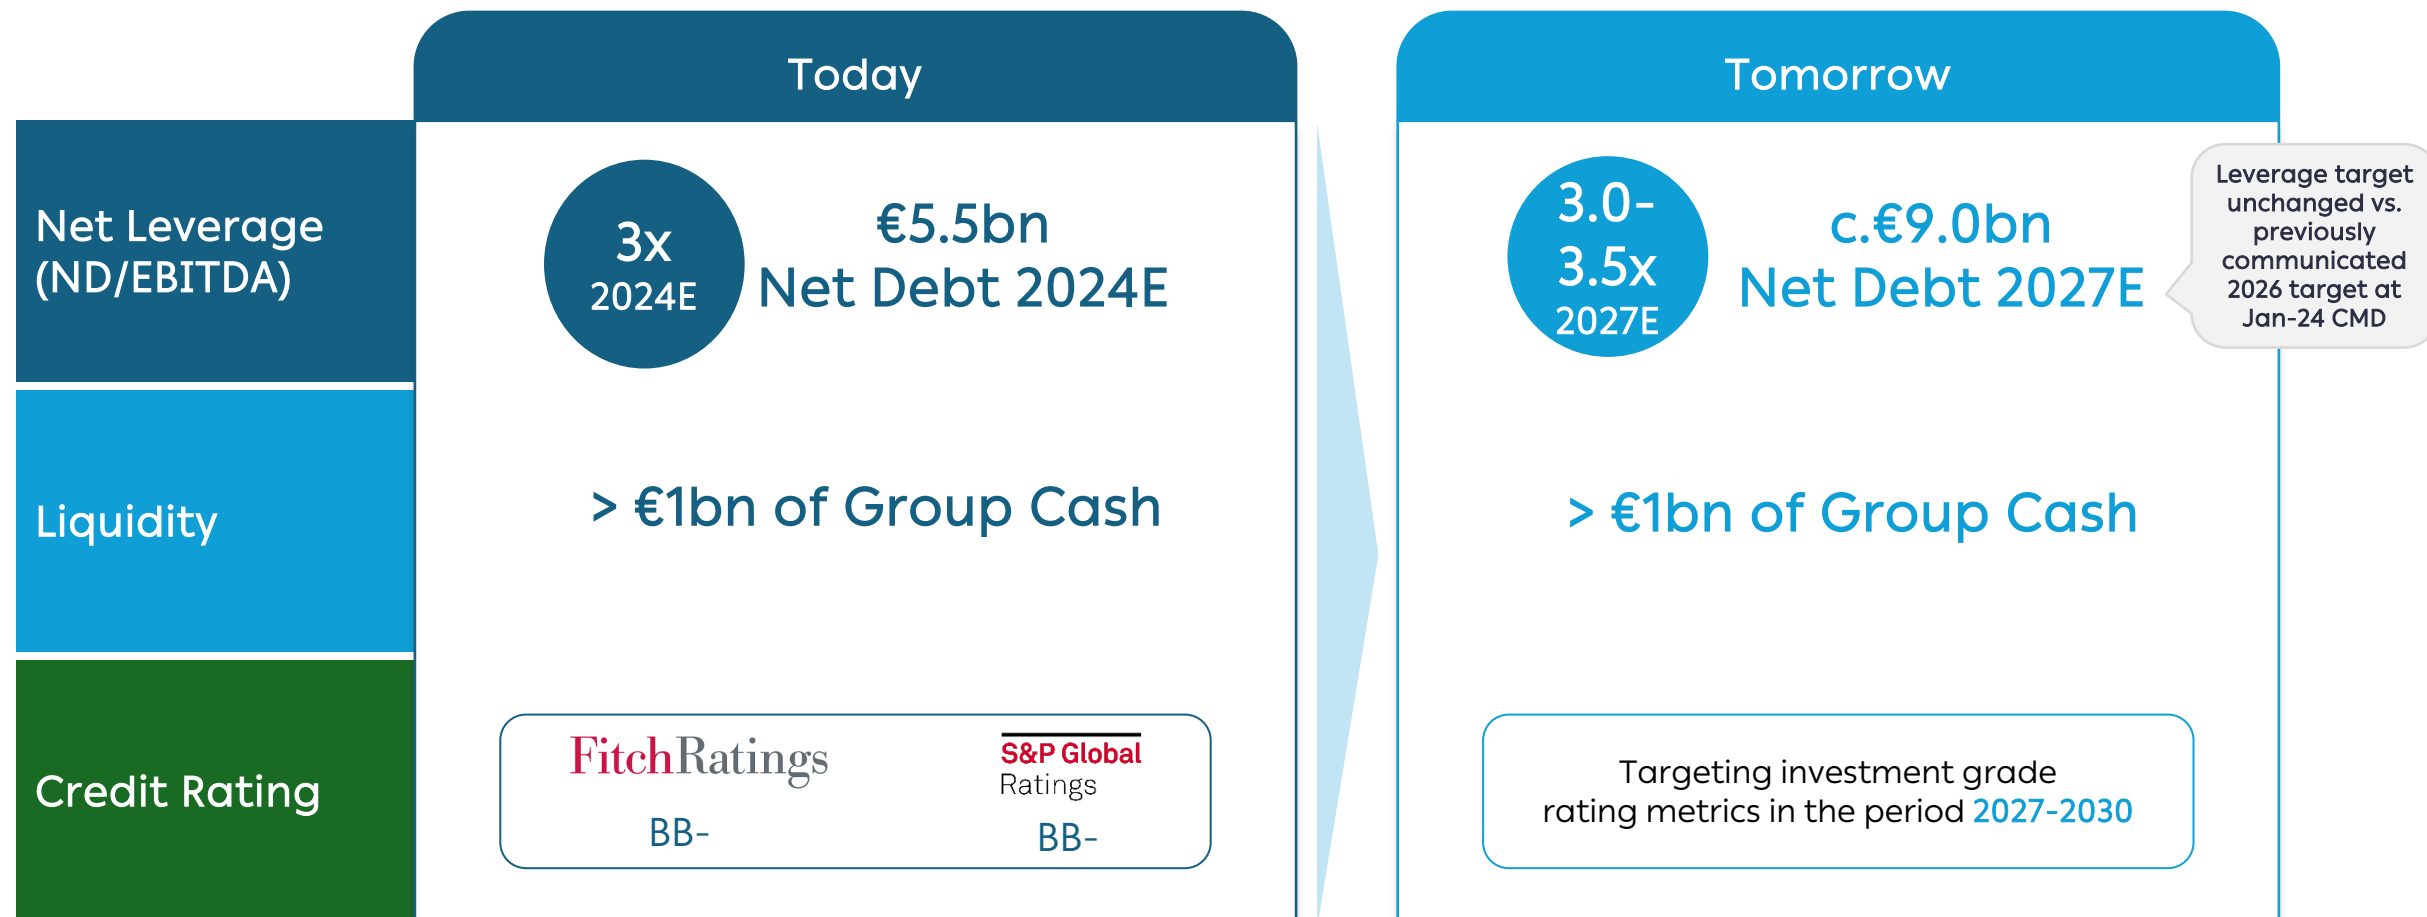 Today
Tomorrow
Net Leverage
(ND/EBITDA)
3x
2024E
€5.5bn
Net Debt 2024E
3.0-
3.5x
2027E
c.€9.0bn
Net Debt 2027E
Leverage target
unchanged vs.
previously
communicated
2026 target at
Jan-24 CMD
Liquidity
> €1bn of Group Cash
> €1bn of Group Cash
Credit Rating
FitchRatings
BB-
S&P Global
Ratings
BB-
Targeting investment grade
rating metrics in the period 2027-2030